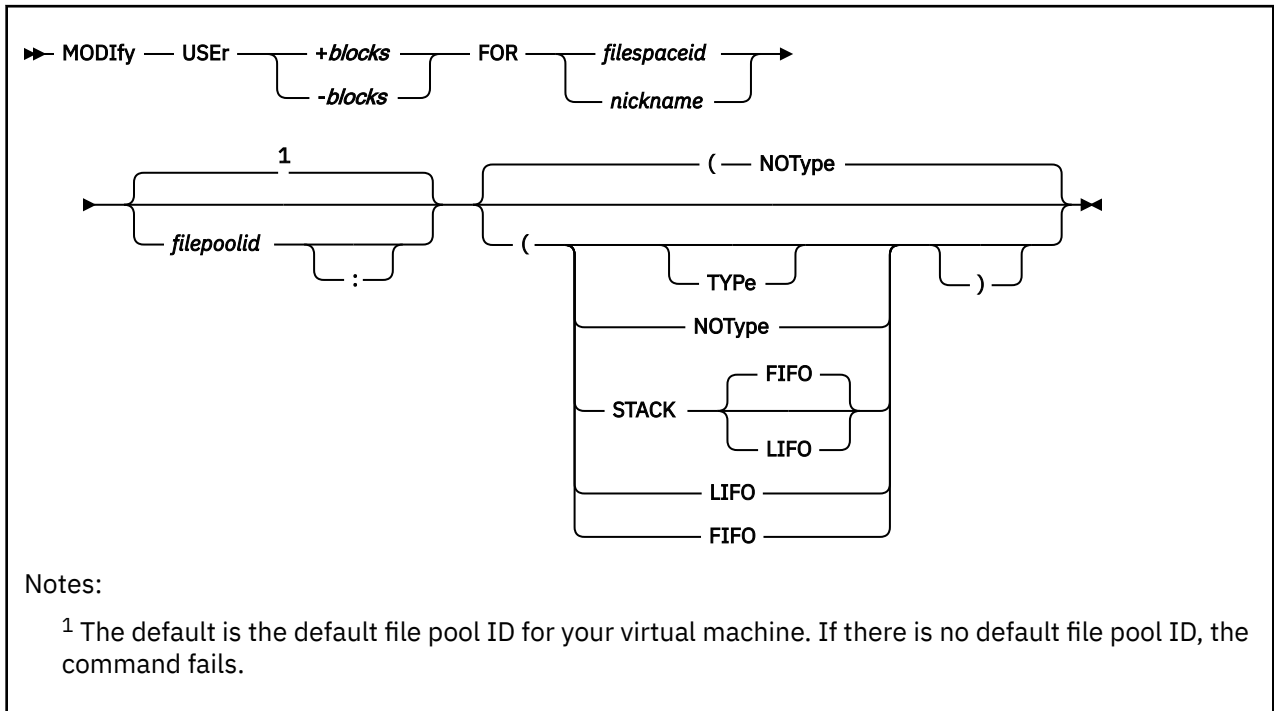 MODIfy USEr +blocks FOR filespaceid
-blocks nickname
1 ( NOType
filepoolid : (
TYPe )
NOType
FIFO
STACK
LIFO
LIFO
FIFO
Notes:
1 The default is the default file pool ID for your virtual machine. If there is no default file pool ID, the
command fails.